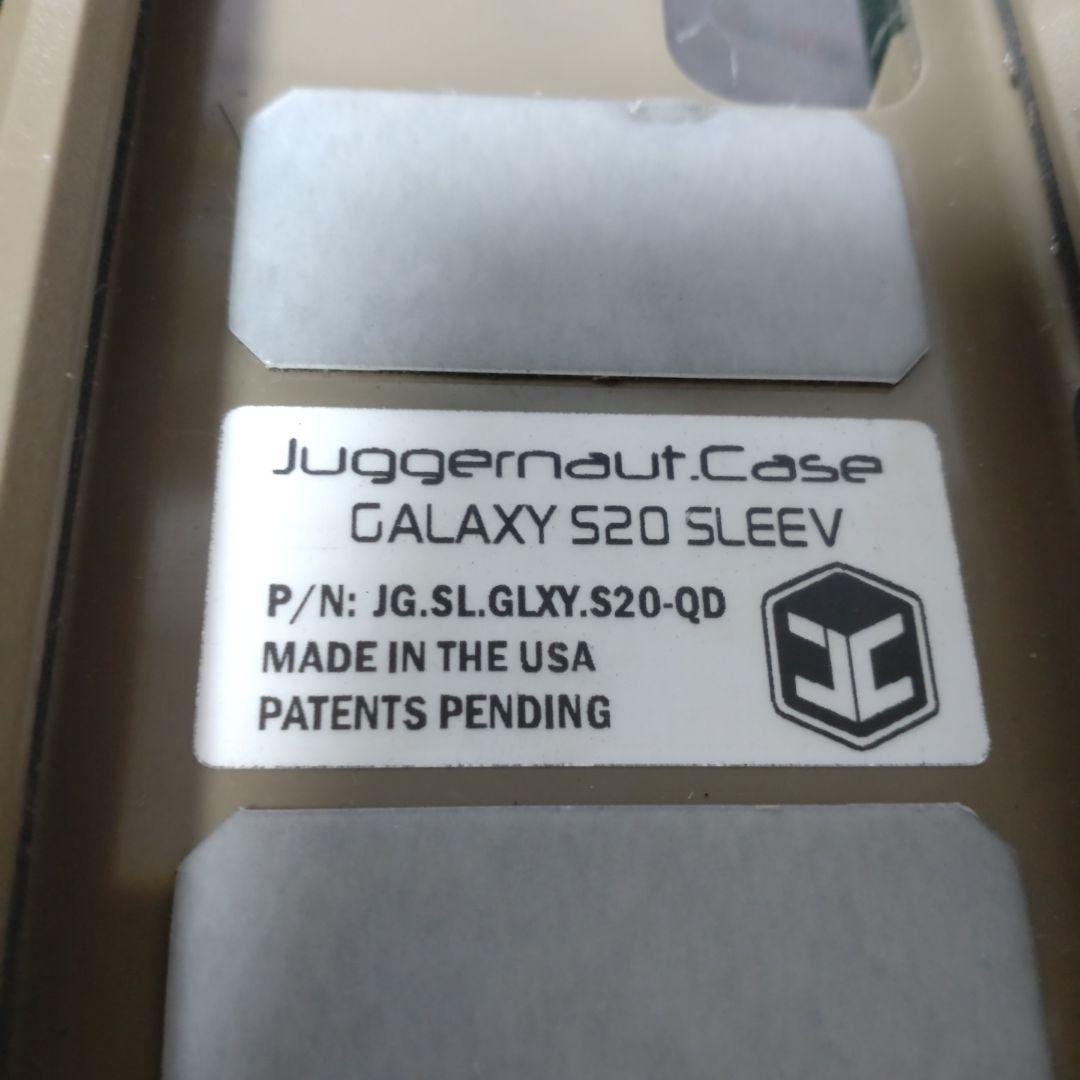 Juggernaut.Case
GALAXY S20 SLEEV
P/N: JG.SL.GLXY.S20-QD
MADE IN THE USA
PATENTS PENDING